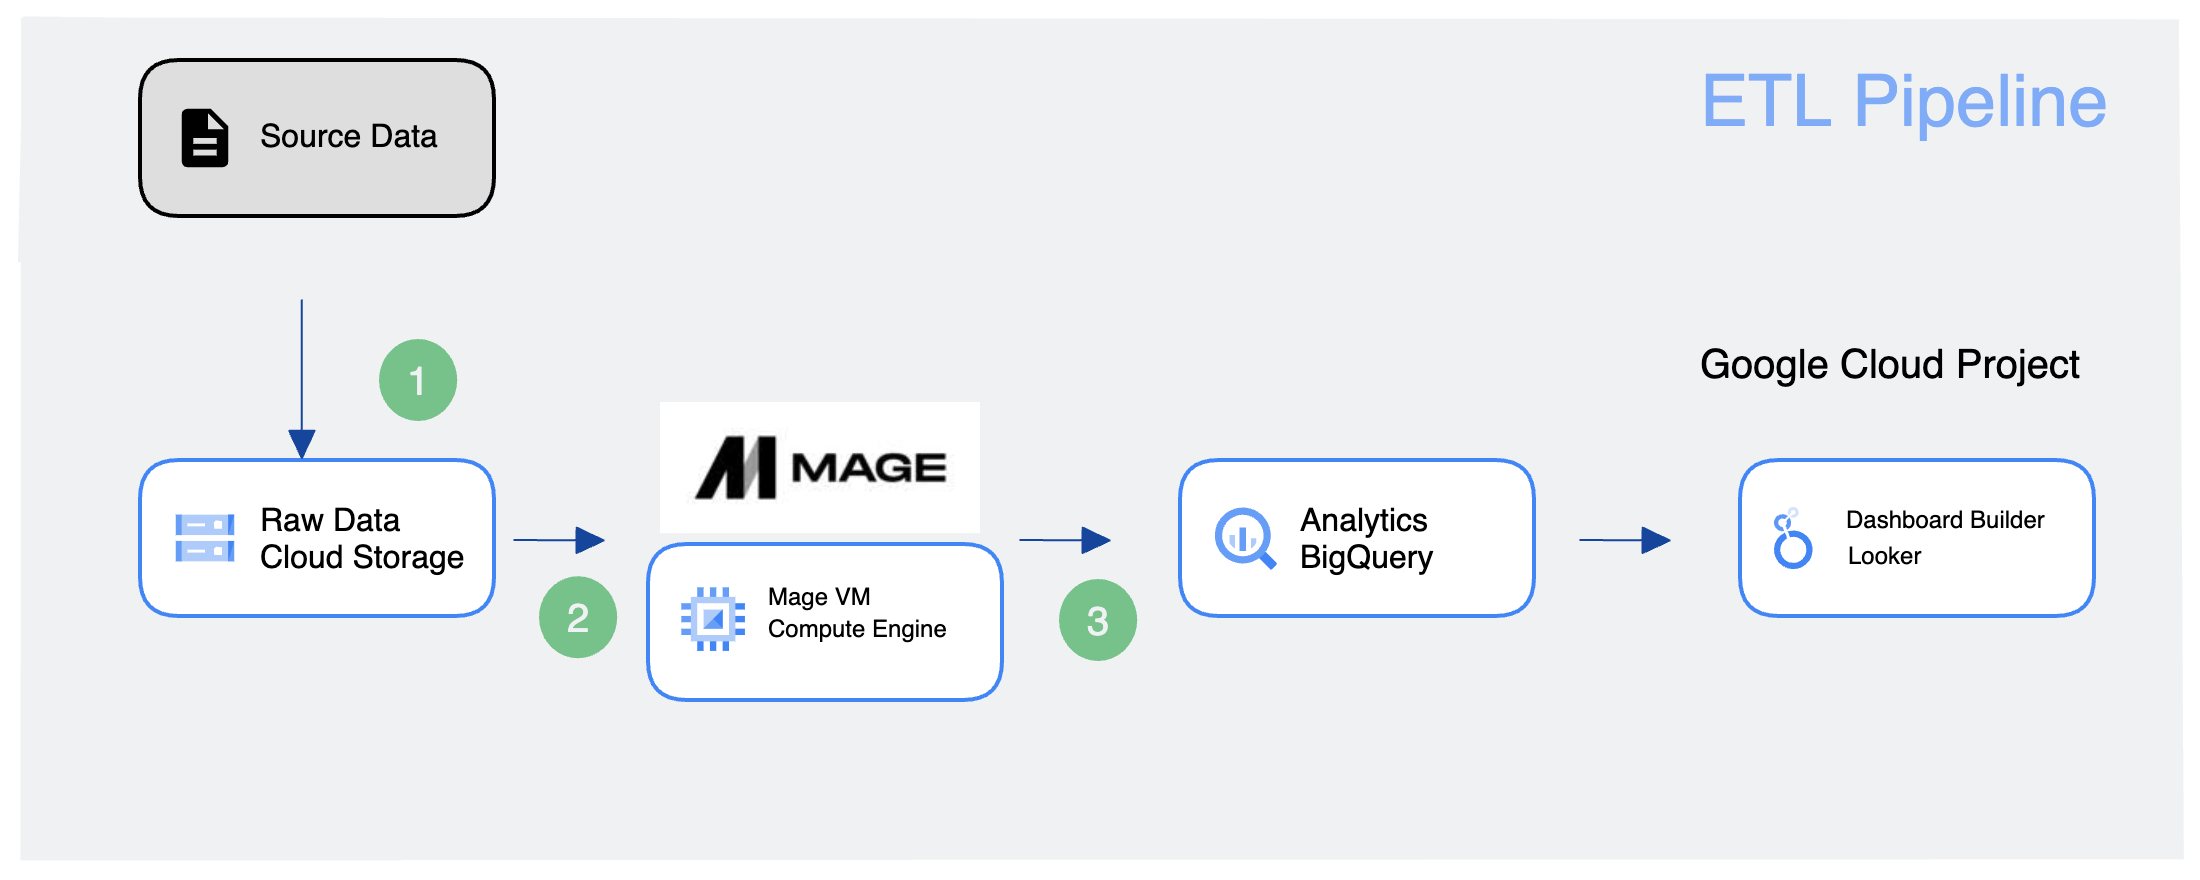 ETL Pipeline
Source Data
1
Google Cloud Project
MAGE
Raw Data
Cloud Storage
2
Mage VM
Compute Engine
3
Analytics
BigQuery
Dashboard Builder
Looker